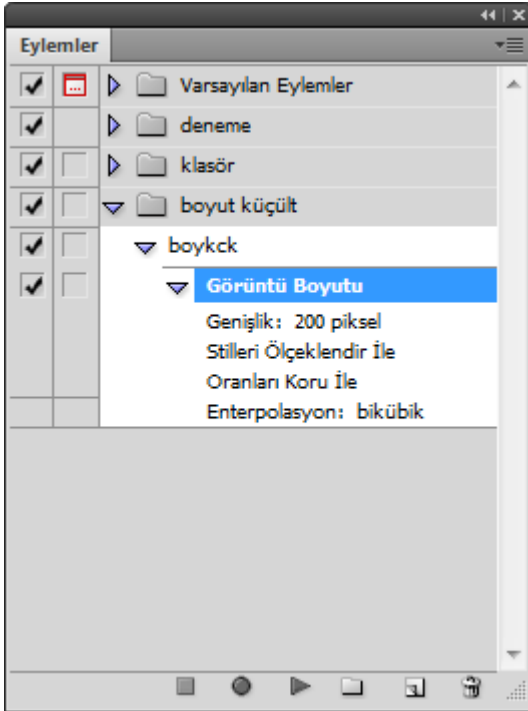 Eylemler
Varsayılan Eylemler
deneme
klasör
boyut küçült
boykck
Görüntü Boyutu
Genişlik: 200 piksel
Stilleri Ölçeklendir İle
Oranları Koru İle
Enterpolasyon: bikübik